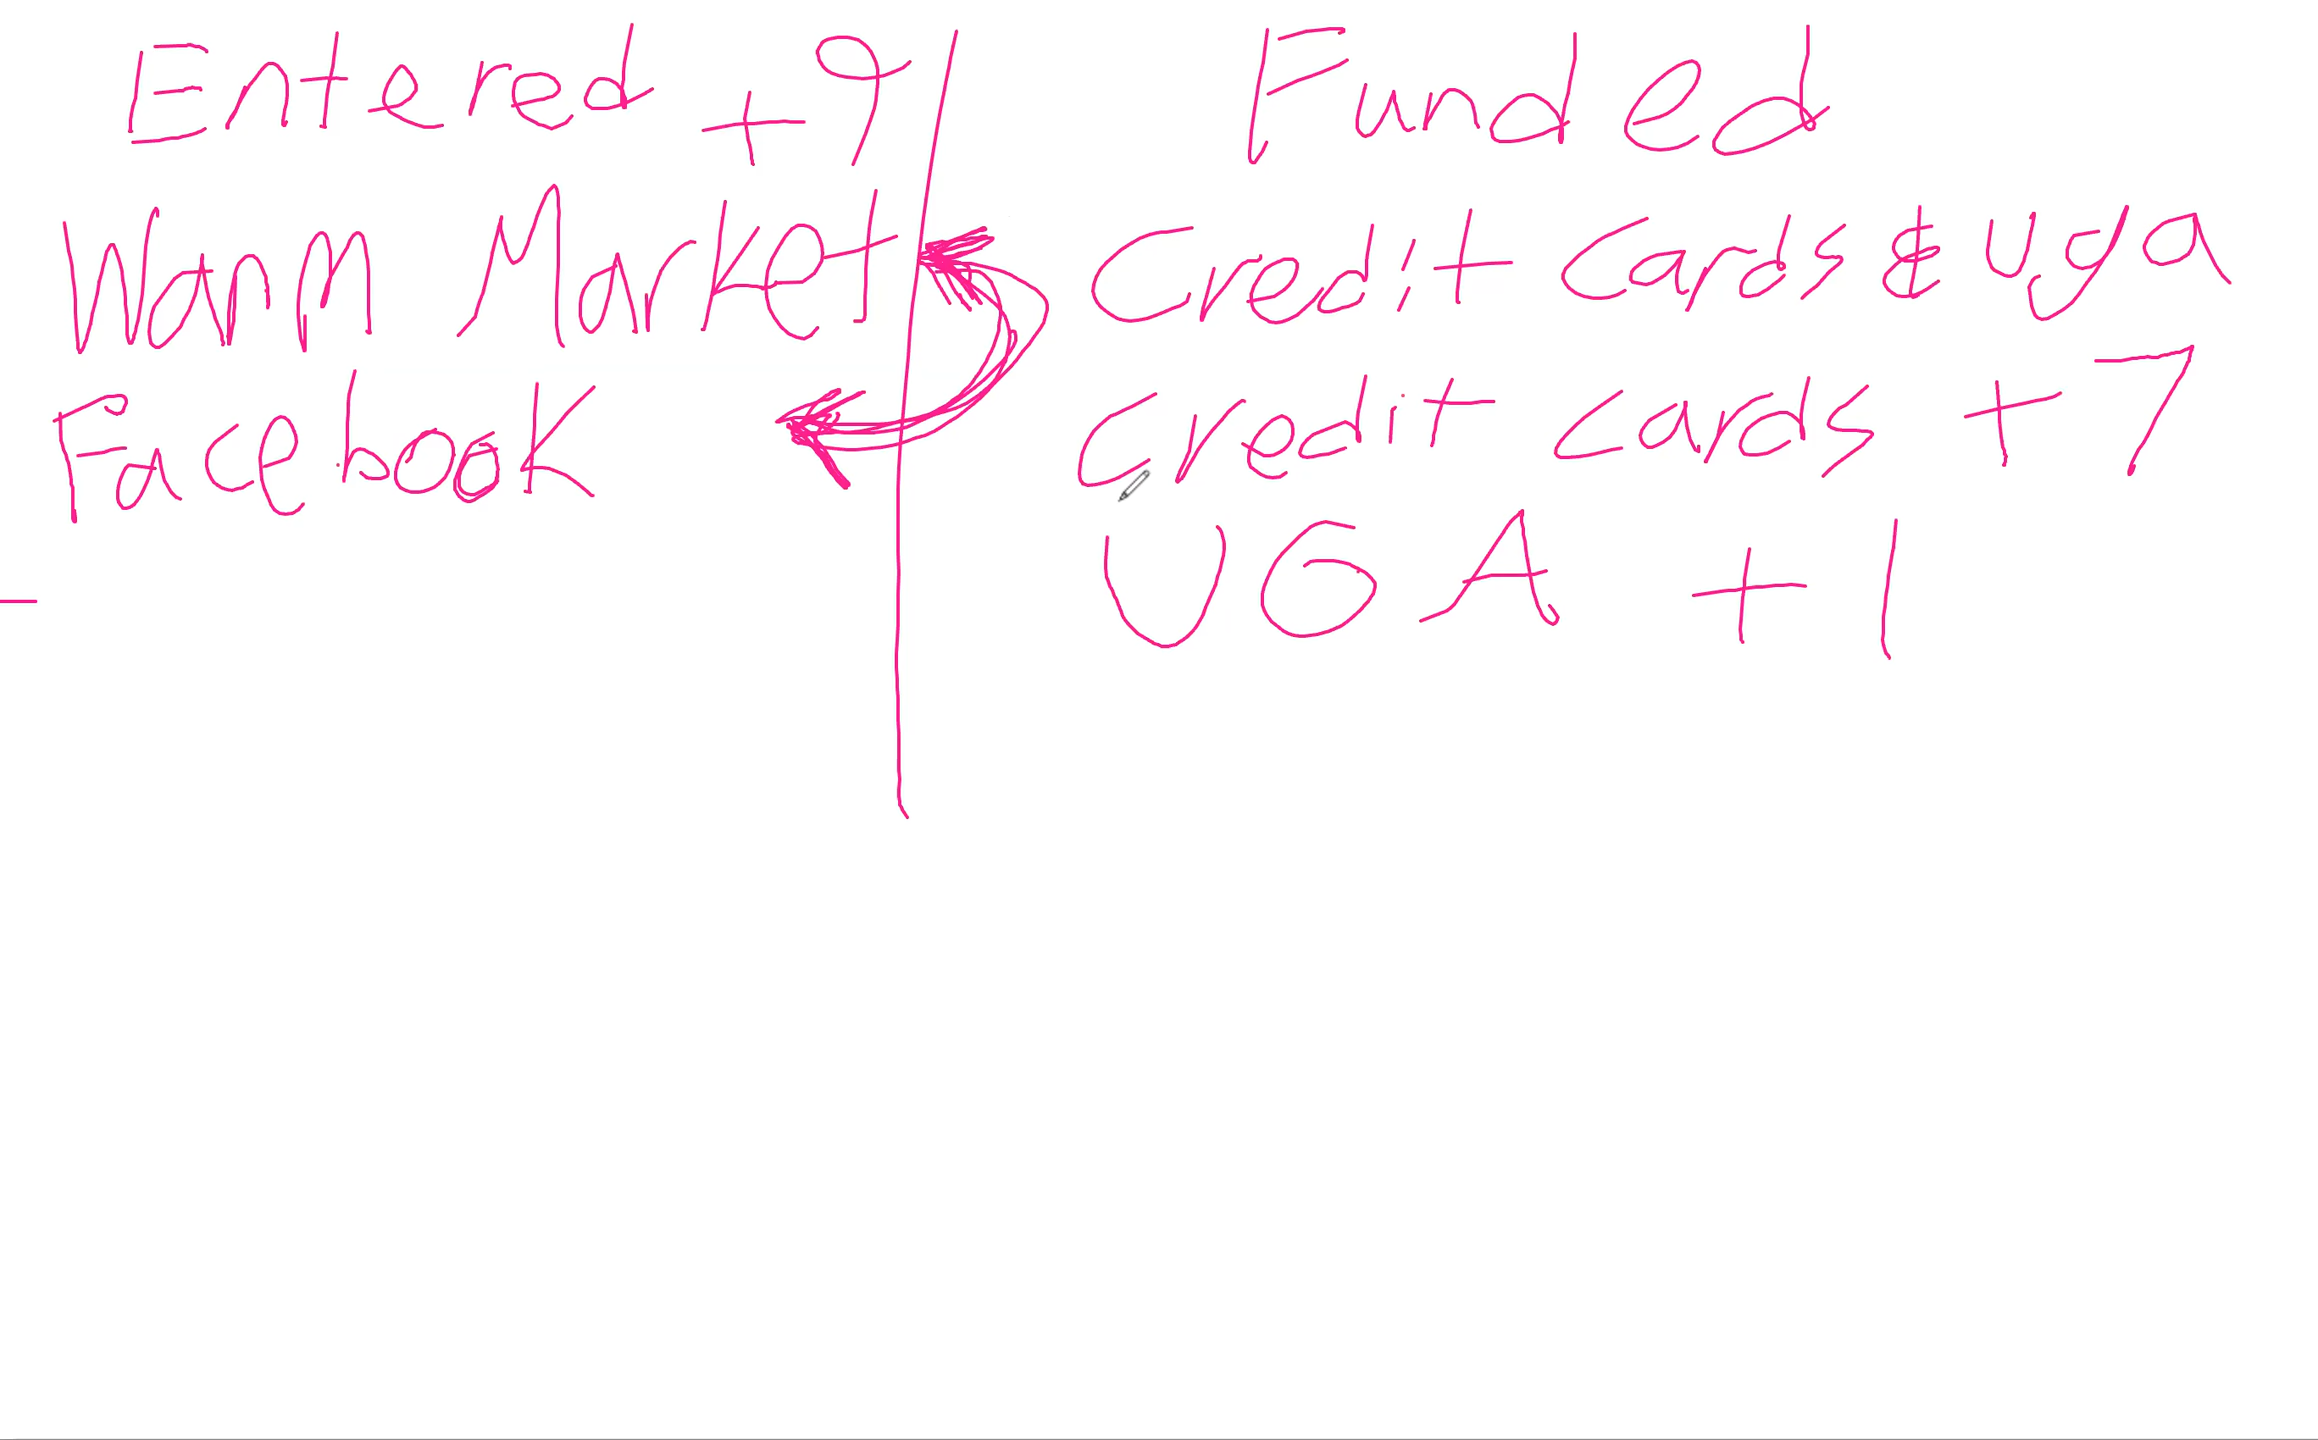 Entered +9
Warm Market
Facebook
Funded
Credit cards & uga
credit cards +7
UGA +1